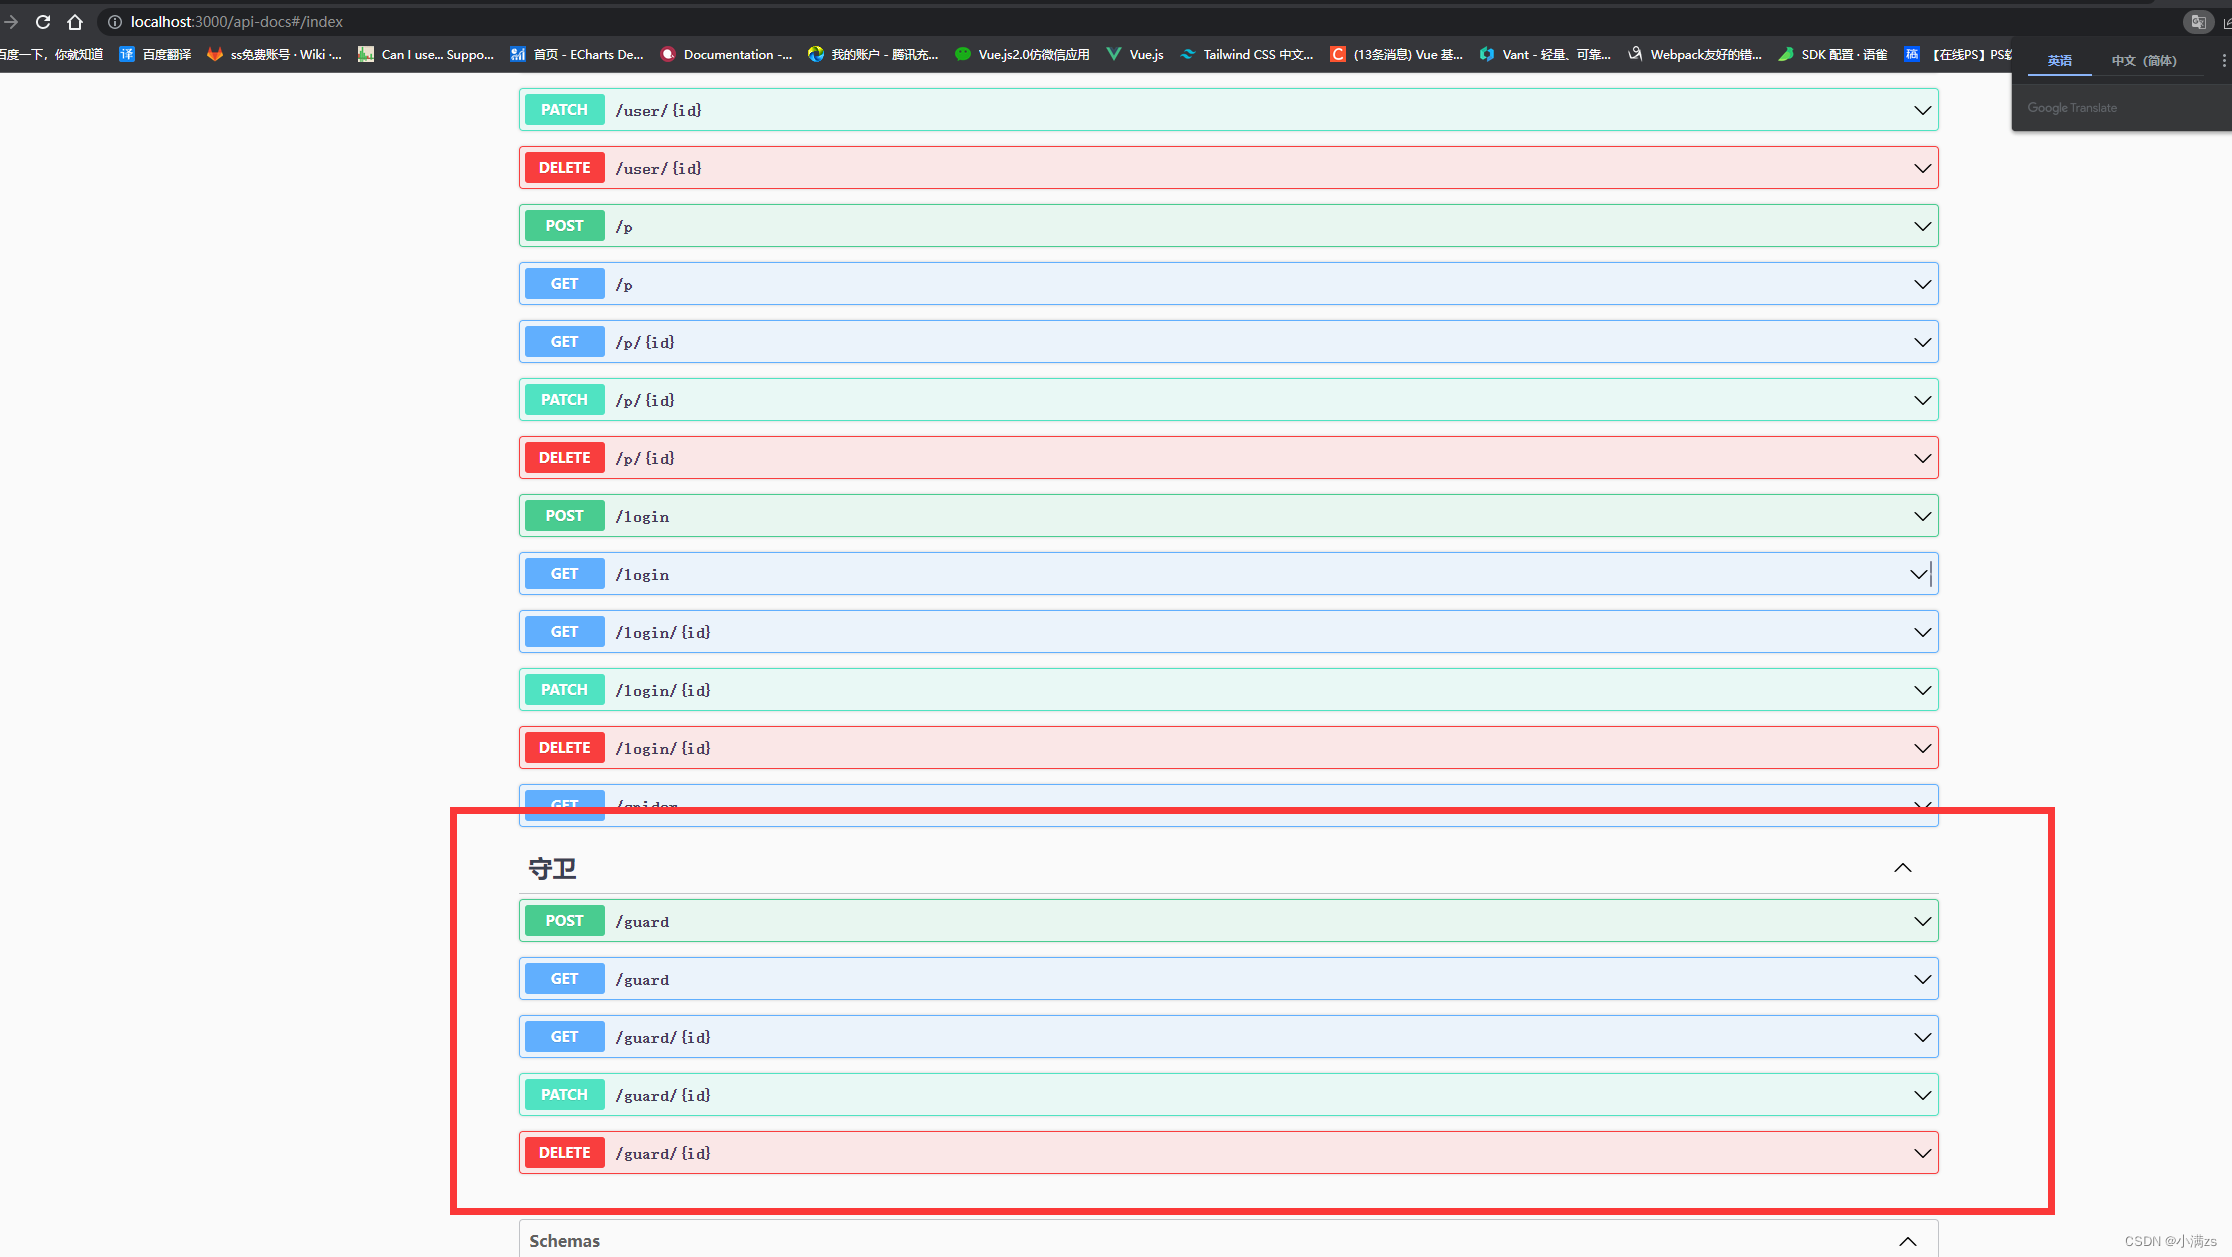 localhost:3000/api-docs#/index
百度一下，你就知道 译 百度翻译 ss免费账号 · Wiki ·... Can I use... Suppo... 首页 - ECharts De... Documentation -... 我的账户 - 腾讯充... Vue.js2.0仿微信应用 Vue.js Tailwind CSS 中文... C (13条消息) Vue 基... Vant - 轻量、可靠... Webpack友好的错... SDK 配置 · 语雀 【在线PS】PS软
英语 中文（简体）
Google Translate
PATCH /user/{id}
DELETE /user/{id}
POST /p
GET /p
GET /p/{id}
PATCH /p/{id}
DELETE /p/{id}
POST /login
GET /login
GET /login/{id}
PATCH /login/{id}
DELETE /login/{id}
GET /spider
守卫
POST /guard
GET /guard
GET /guard/{id}
PATCH /guard/{id}
DELETE /guard/{id}
Schemas
CSDN @小满zs